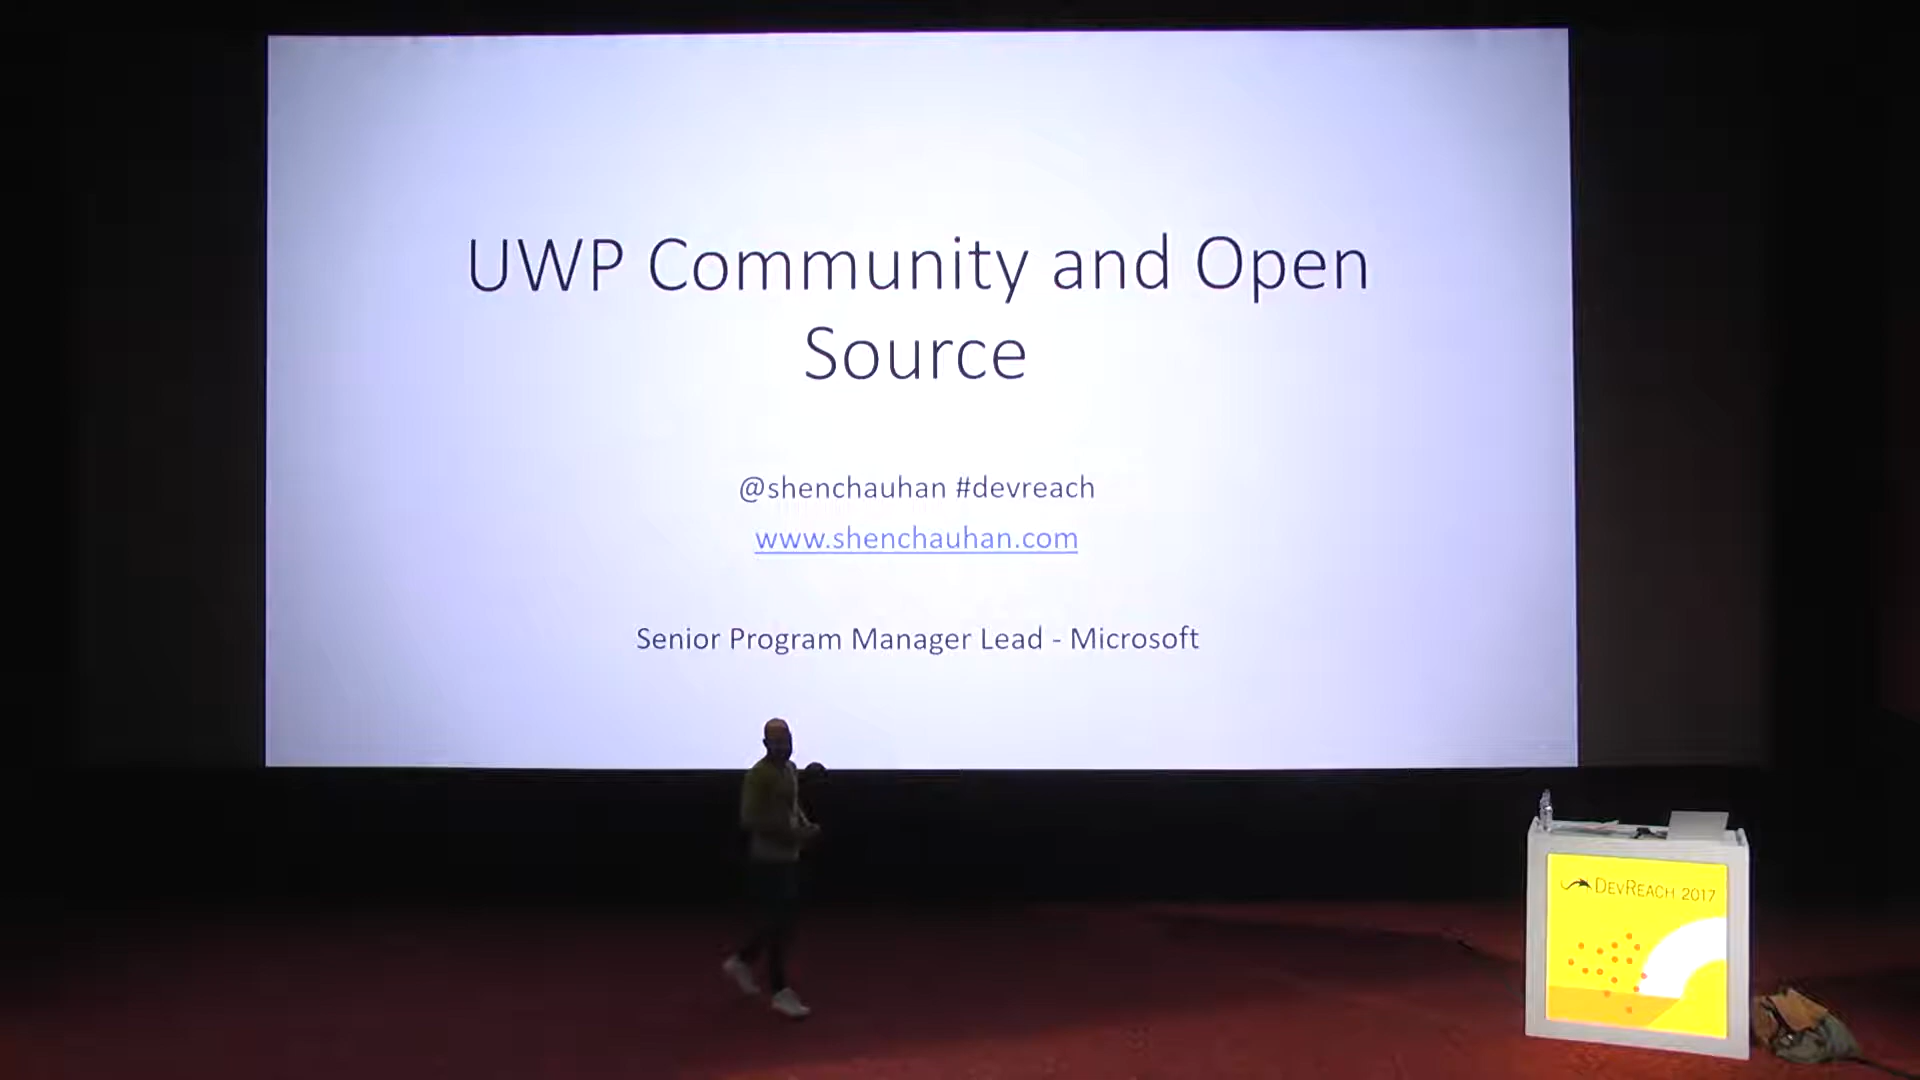 UWP Community and Open
Source
@shenchauhan #devreach
www.shenchauhan.com
Senior Program Manager Lead - Microsoft
DEVREACH 2017